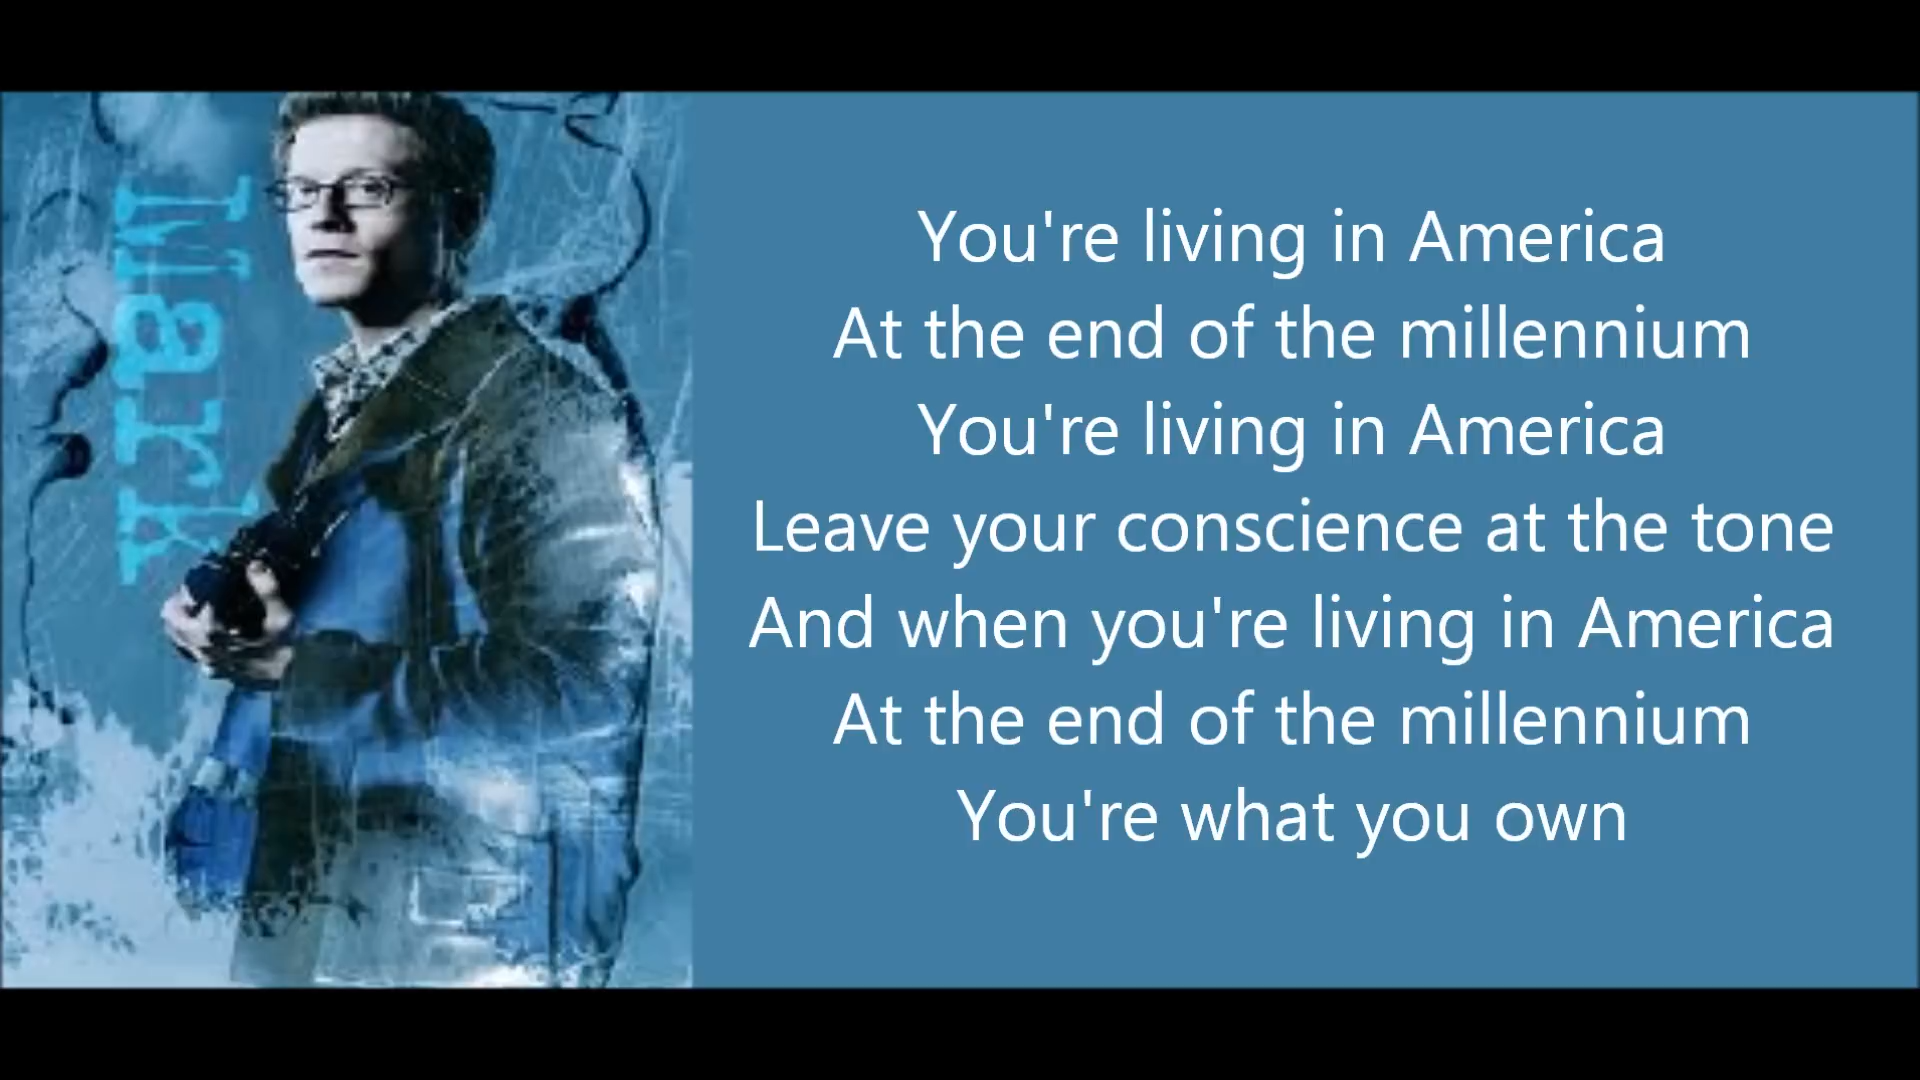 Mark
You're living in America
At the end of the millennium
You're living in America
Leave your conscience at the tone
And when you're living in America
At the end of the millennium
You're what you own